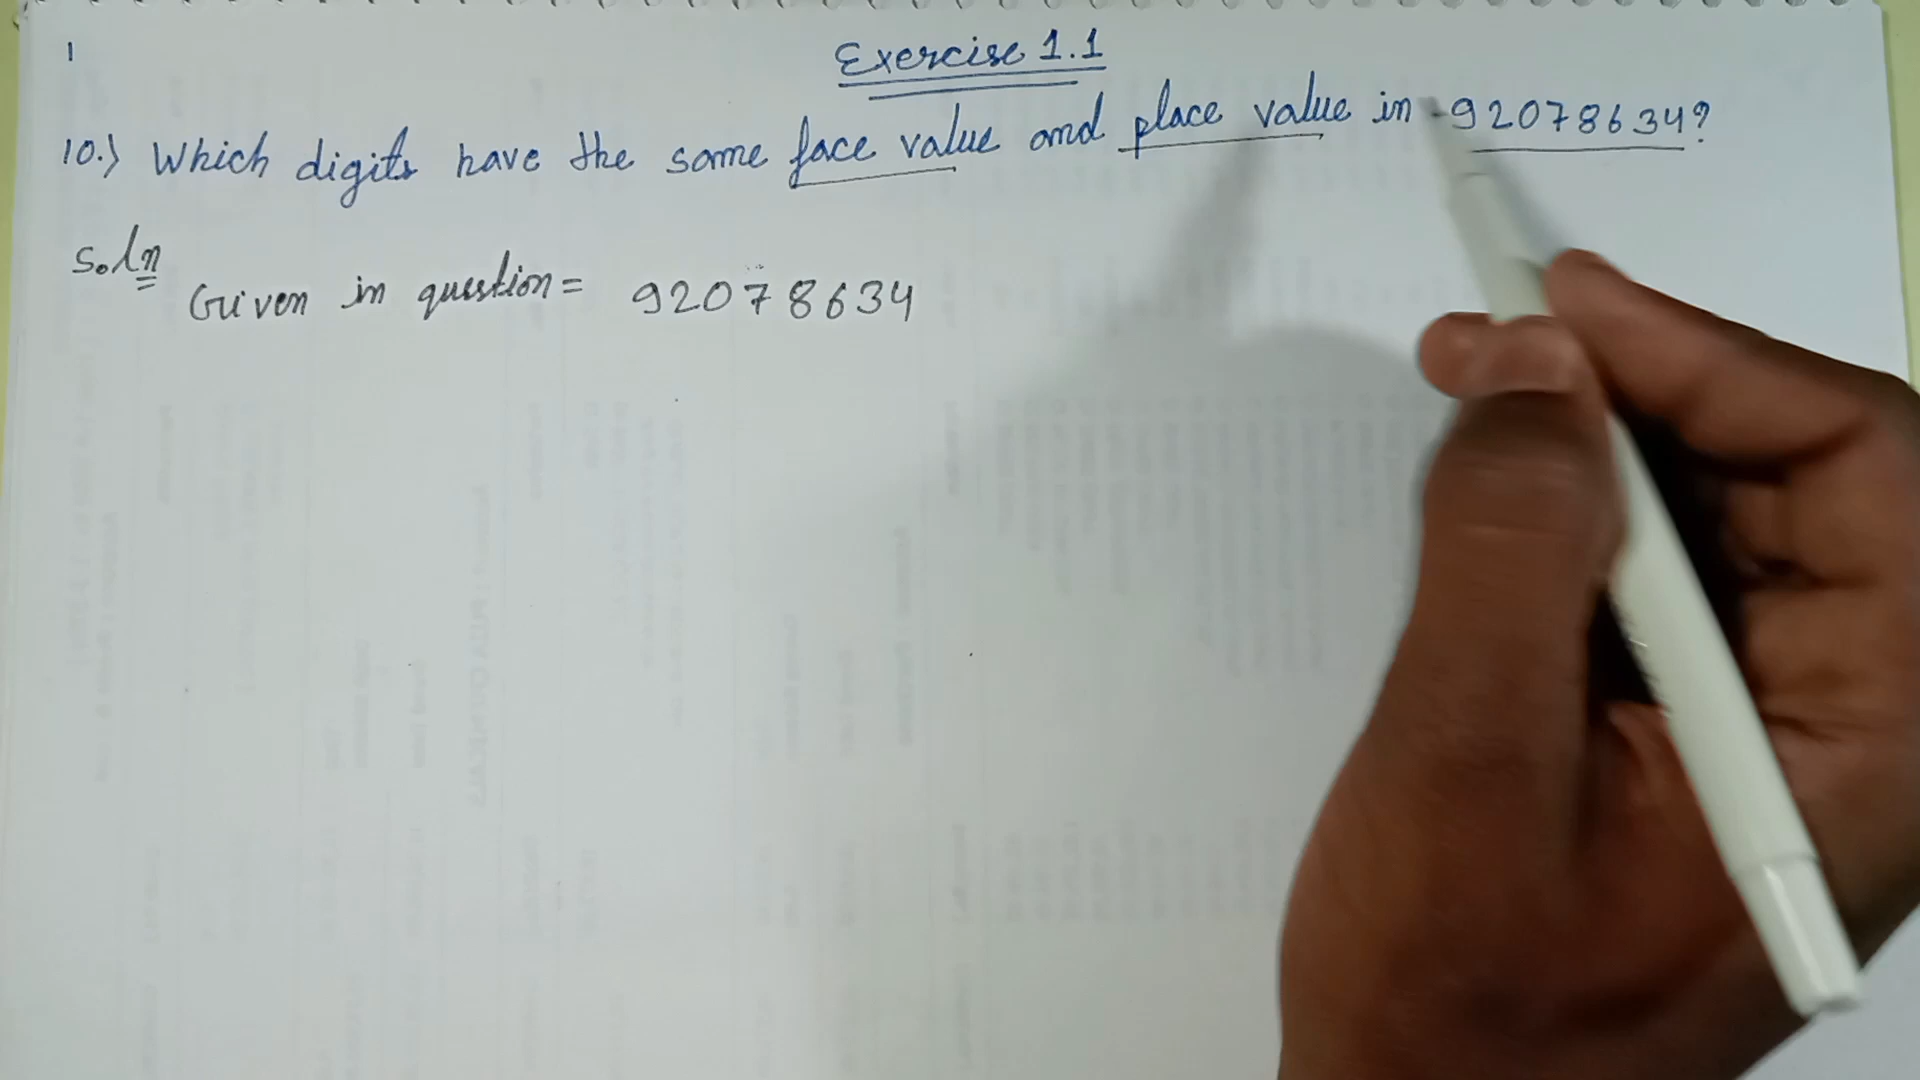 1
Exercise 1.1
10.) Which digits have the same face value and place value in 92078634?
Soln
Given in question = 92078634